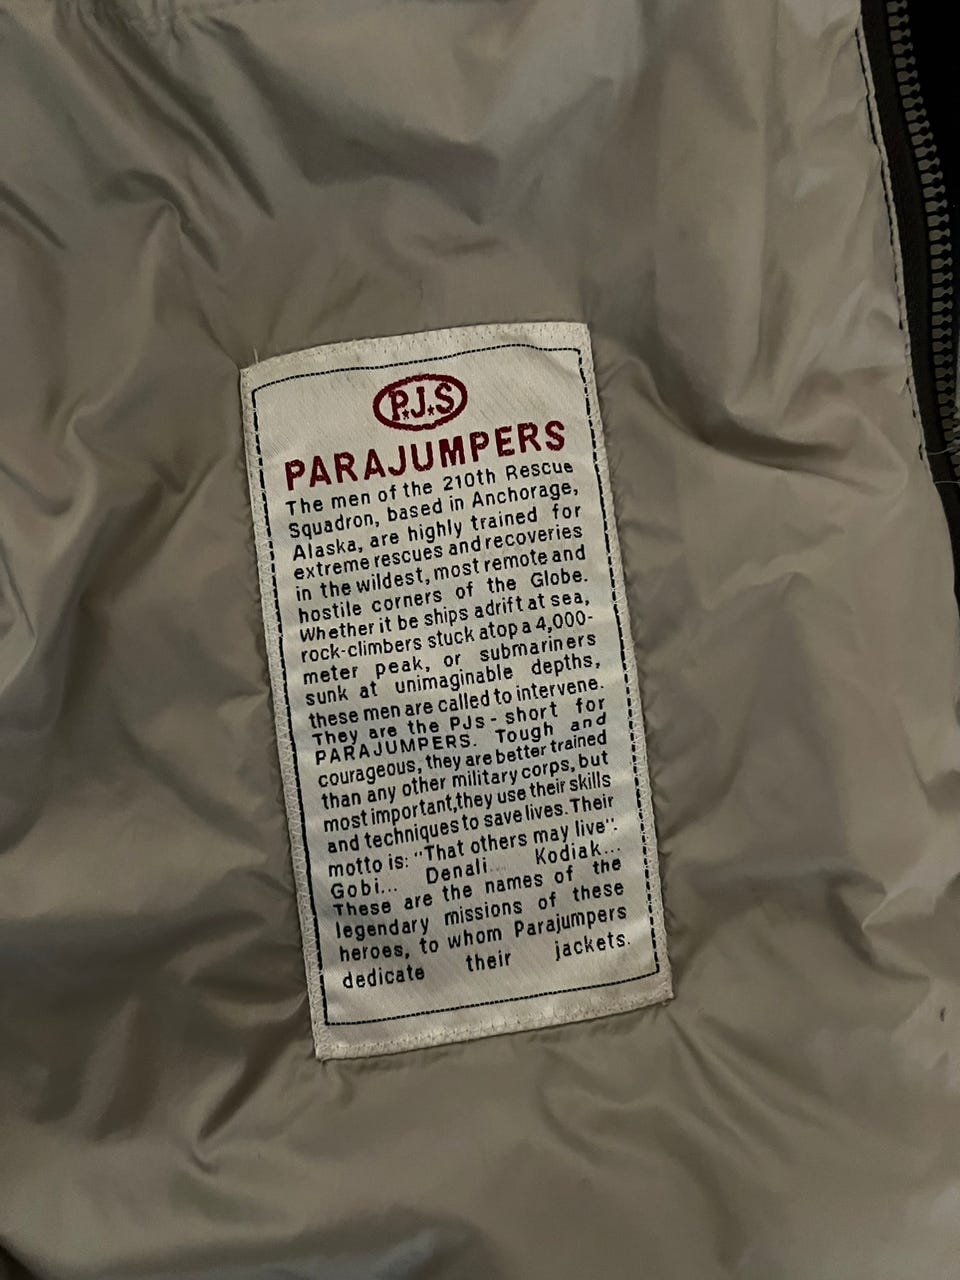 P.J.S
PARAJUMPERS
The men of the 210th Rescue
Squadron, based in Anchorage,
Alaska, are highly trained for
extreme rescues and recoveries
in the wildest, most remote and
hostile corners of the Globe.
Whether it be ships adrift at sea,
rock-climbers stuck atop a 4,000-
meter peak, or submariners
sunk at unimaginable depths,
these men are called to intervene.
They are the PJs - short for
PARAJUMPERS. Tough and
courageous, they are better trained
than any other military corps, but
most important,they use their skills
and techniques to save lives. Their
motto is: "That others may live".
Gobi... Denali... Kodiak...
These are the names of the
legendary missions of these
heroes, to whom Parajumpers
dedicate their jackets.